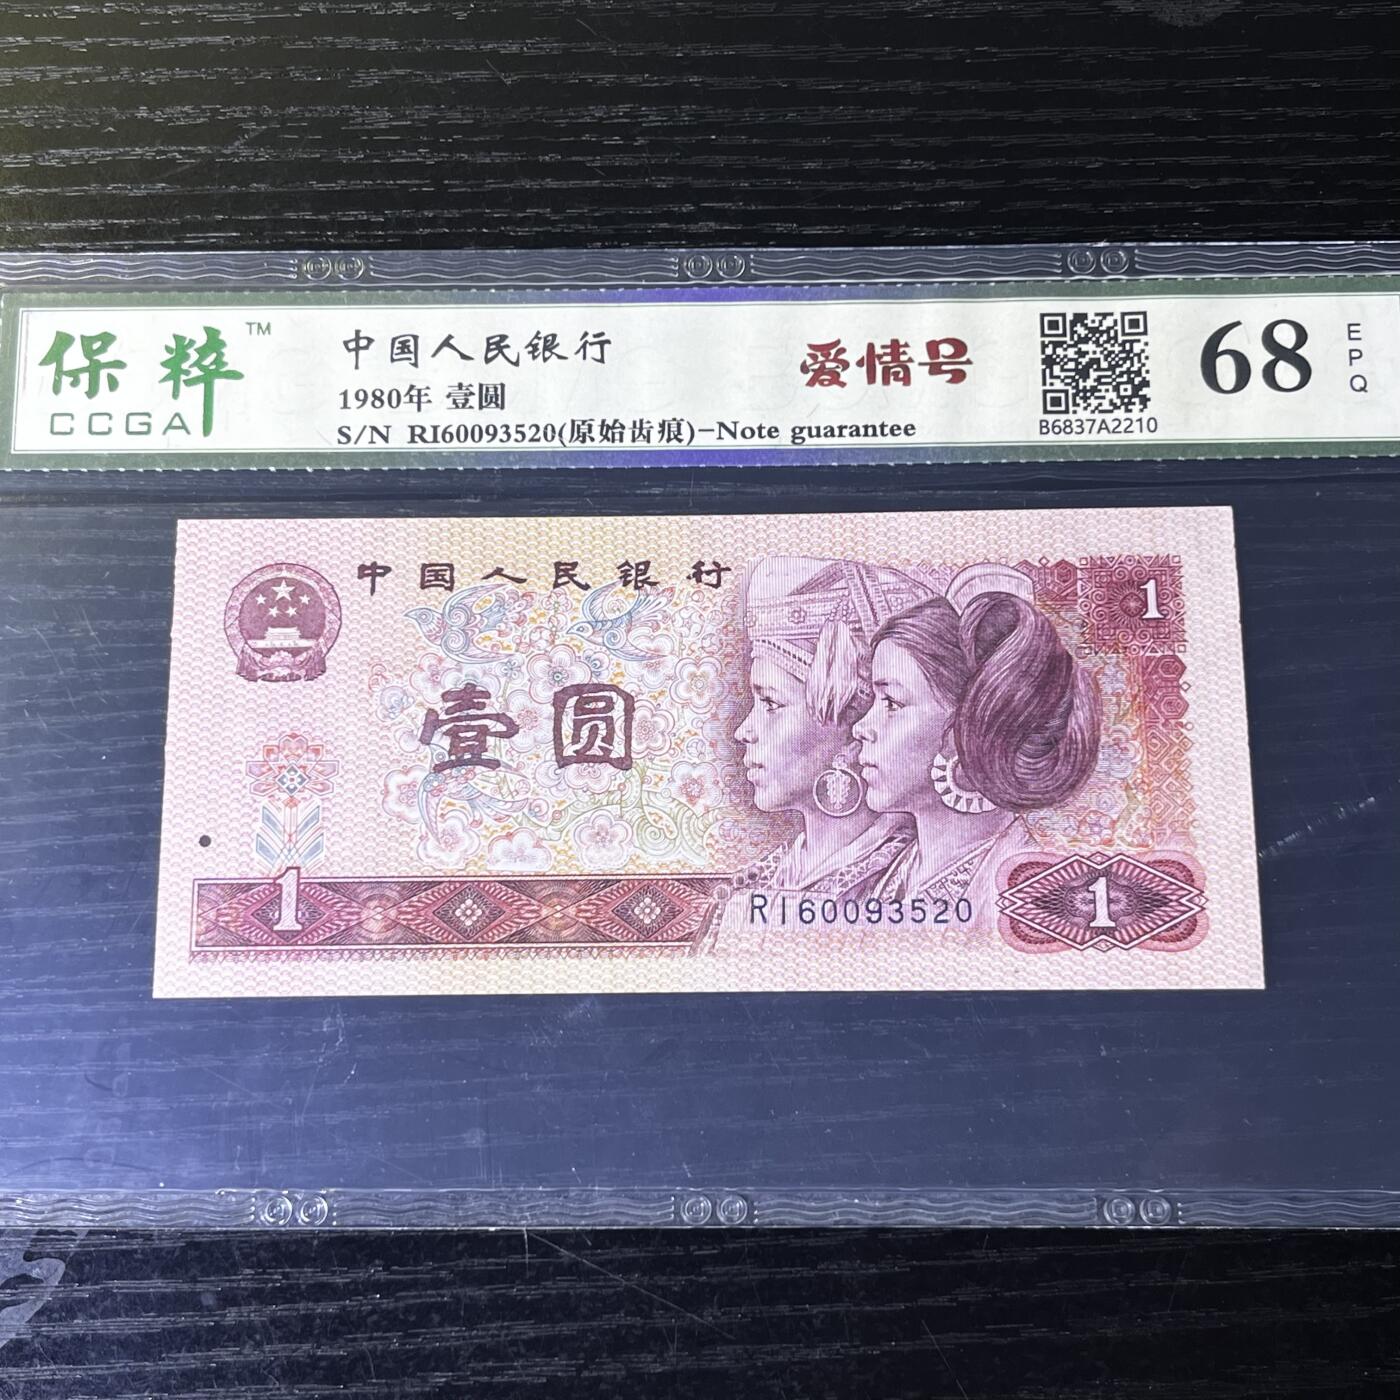 保粹™
CCGA
中国人民银行
1980年 壹圆
S/N RI60093520(原始齿痕)-Note guarantee
爱情号
B6837A2210
68
EPQ
中国人民银行
壹圆
1
1
RI60093520
1